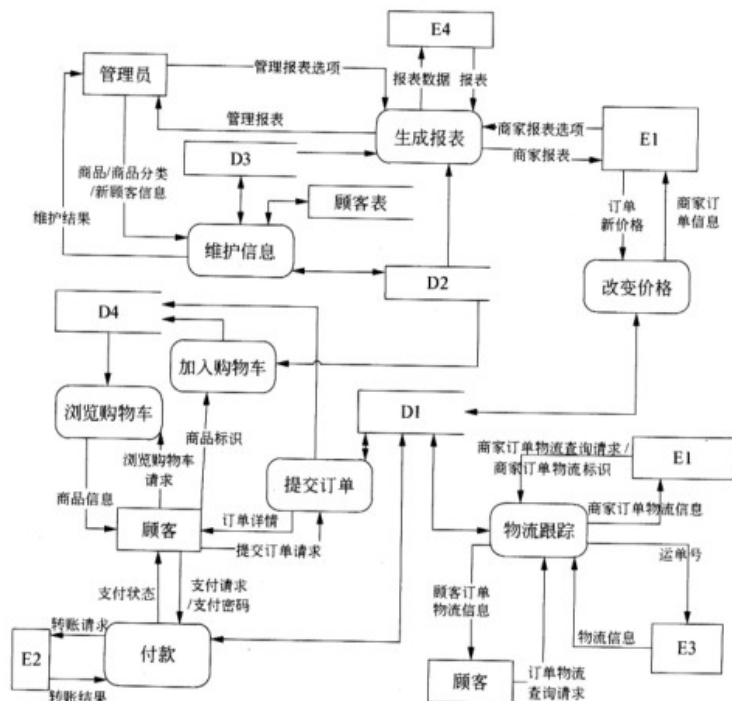 E4
管理员
管理报表选项
报表数据
报表
管理报表
生成报表
商家报表选项
商家报表
E1
D3
商品/商品分类
/新顾客信息
顾客表
维护结果
维护信息
订单
新价格
商家订
单信息
D2
改变价格
D4
加入购物车
浏览购物车
D1
商品标识
浏览购物车
请求
商家订单物流查询请求/
商家订单物流标识
E1
提交订单
商品信息
订单详情
商家订单物流信息
顾客
提交订单请求
物流跟踪
运单号
支付状态
支付请求
/支付密码
顾客订单
物流信息
转账请求
付款
物流信息
E2
E3
转账结果
顾客
订单物流
查询请求